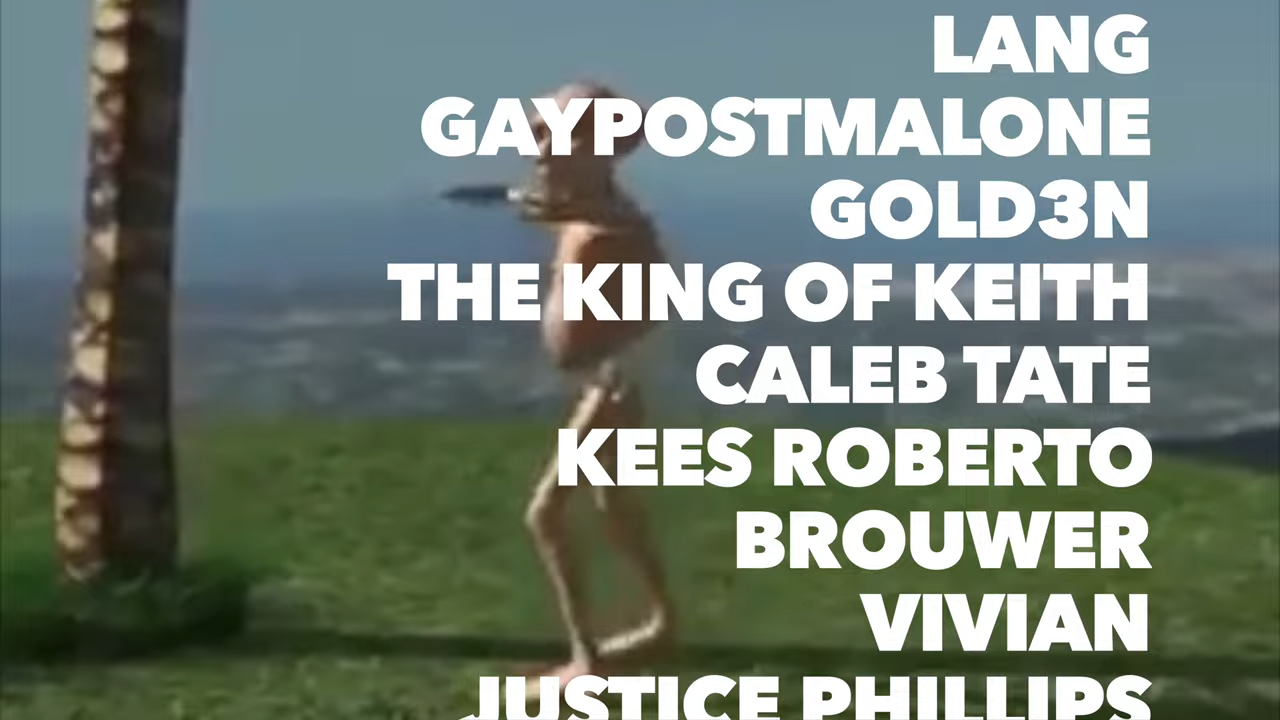 LANG
GAYPOSTMALONE
GOLD3N
THE KING OF KEITH
CALEB TATE
KEES ROBERTO
BROUWER
VIVIAN
JUSTICE PHILLIPS